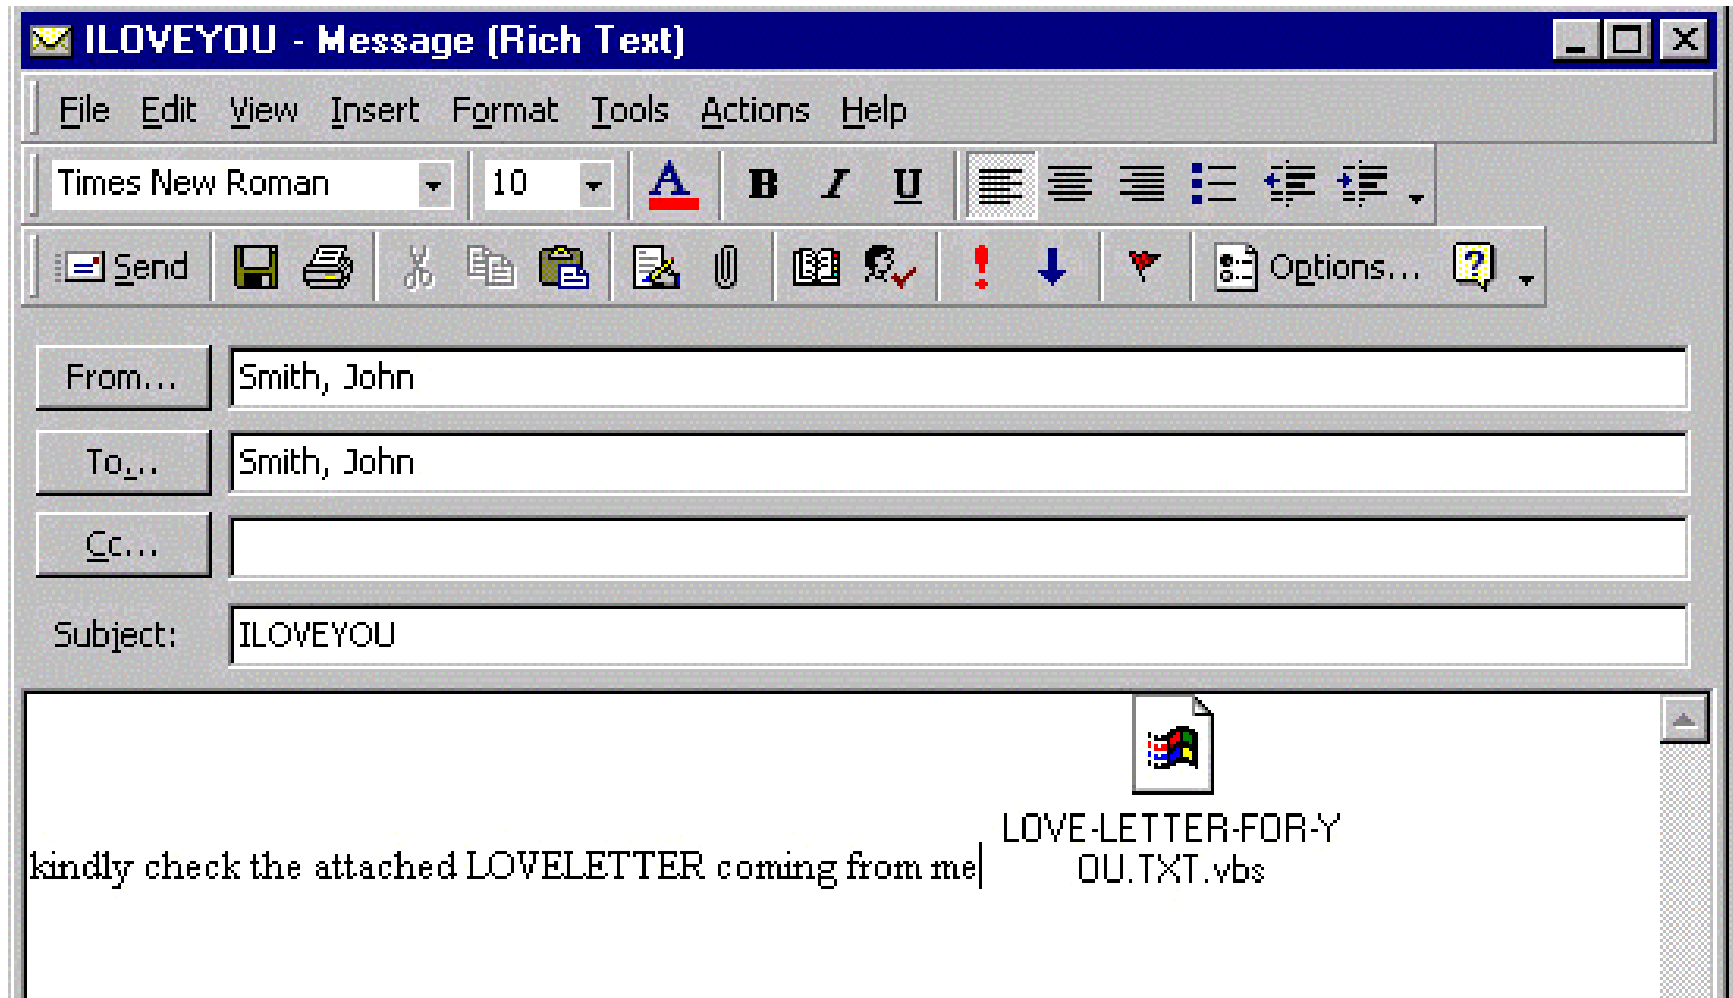 ILOVEYOU - Message (Rich Text)
File Edit View Insert Format Tools Actions Help
Times New Roman 10 A B I U
Send Options...
From... Smith, John
To... Smith, John
Cc...
Subject: ILOVEYOU
kindly check the attached LOVELETTER coming from me
LOVE-LETTER-FOR-Y
OU.TXT.vbs